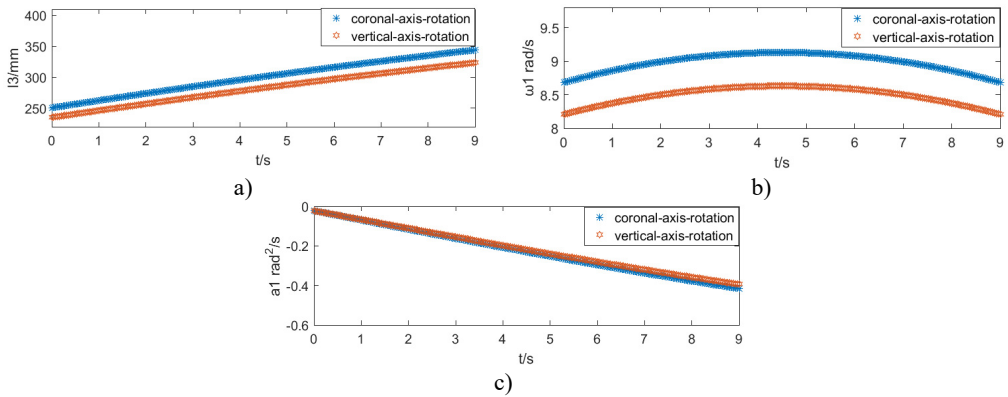 400
350
300
250
l3/mm
coronal-axis-rotation
vertical-axis-rotation
0 1 2 3 4 5 6 7 8 9
t/s
a)
9.5
9
8.5
8
ω1 rad/s
coronal-axis-rotation
vertical-axis-rotation
0 1 2 3 4 5 6 7 8 9
t/s
b)
0
-0.2
-0.4
-0.6
a1 rad²/s
coronal-axis-rotation
vertical-axis-rotation
0 1 2 3 4 5 6 7 8 9
t/s
c)